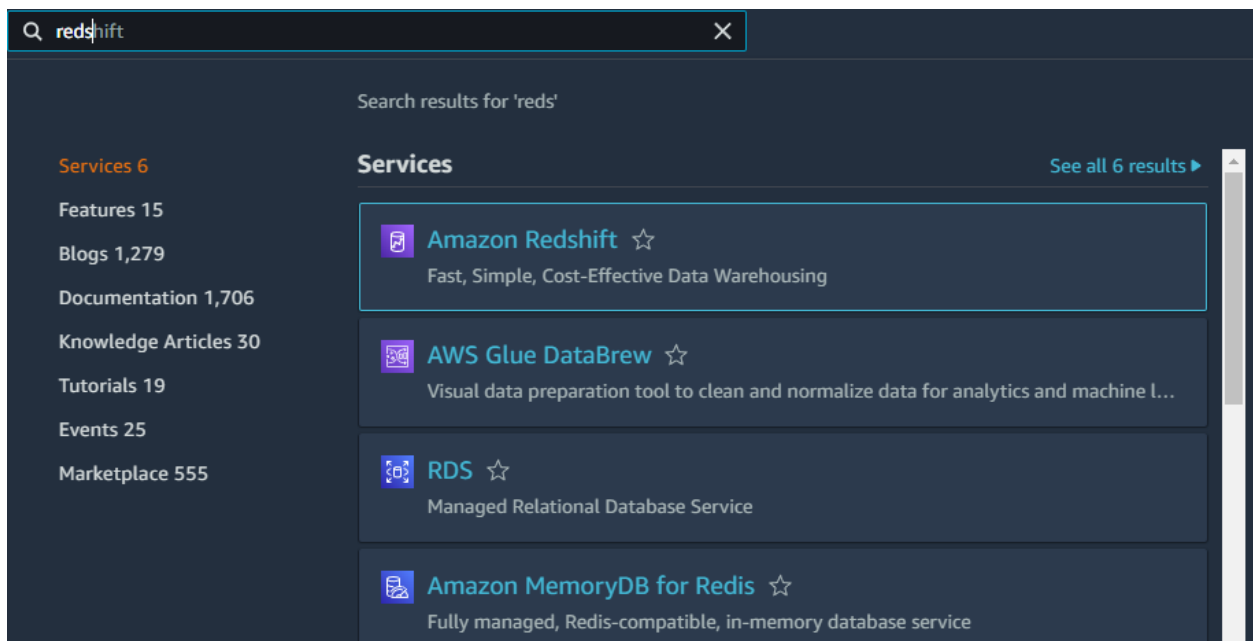 redshift
Search results for 'reds'
Services 6
Features 15
Blogs 1,279
Documentation 1,706
Knowledge Articles 30
Tutorials 19
Events 25
Marketplace 555
Services
See all 6 results
Amazon Redshift
Fast, Simple, Cost-Effective Data Warehousing
AWS Glue DataBrew
Visual data preparation tool to clean and normalize data for analytics and machine l...
RDS
Managed Relational Database Service
Amazon MemoryDB for Redis
Fully managed, Redis-compatible, in-memory database service